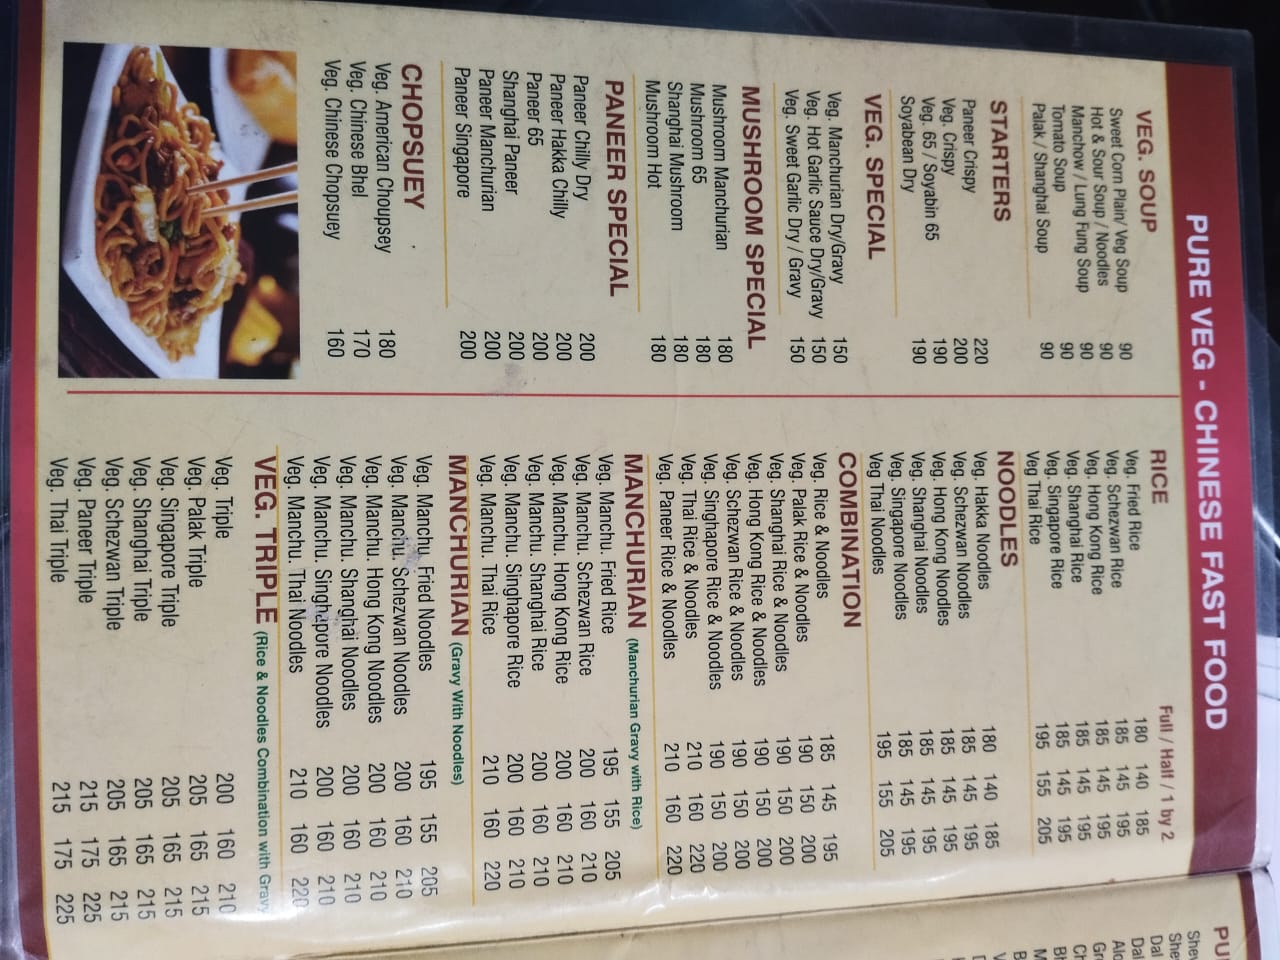 PURE VEG - CHINESE FAST FOOD
VEG. SOUP
Sweet Corn Plain/ Veg Soup 90
Hot & Sour Soup / Noodles 90
Manchow / Lung Fung Soup 90
Tomato Soup 90
Palak / Shanghai Soup 90
STARTERS
Paneer Crispy 220
Veg. Crispy 200
Veg. 65 / Soyabin 65 190
Soyabean Dry 190
VEG. SPECIAL
Veg. Manchurian Dry/Gravy 150
Veg. Hot Garlic Sauce Dry/Gravy 150
Veg. Sweet Garlic Dry / Gravy 150
MUSHROOM SPECIAL
Mushroom Manchurian 180
Mushroom 65 180
Shanghai Mushroom 180
Mushroom Hot 180
PANEER SPECIAL
Paneer Chilly Dry 200
Paneer Hakka Chilly 200
Paneer 65 200
Shanghai Paneer 200
Paneer Manchurian 200
Paneer Singapore 200
CHOPSUEY
Veg. American Choupsey 180
Veg. Chinese Bhel 170
Veg. Chinese Chopsuey 160
RICE Full / Half / 1 by 2
Veg. Fried Rice 180 140 185
Veg. Schezwan Rice 185 145 195
Veg. Hong Kong Rice 185 145 195
Veg. Shanghai Rice 185 145 195
Veg. Singapore Rice 185 145 195
Veg Thai Rice 195 155 205
NOODLES
Veg. Hakka Noodles 180 140 185
Veg. Schezwan Noodles 185 145 195
Veg. Hong Kong Noodles 185 145 195
Veg. Shanghai Noodles 185 145 195
Veg. Singapore Noodles 185 145 195
Veg Thai Noodles 195 155 205
COMBINATION
Veg. Rice & Noodles 185 145 195
Veg. Palak Rice & Noodles 190 150 200
Veg. Shanghai Rice & Noodles 190 150 200
Veg. Hong Kong Rice & Noodles 190 150 200
Veg. Schezwan Rice & Noodles 190 150 200
Veg. Singhapore Rice & Noodles 190 150 200
Veg. Thai Rice & Noodles 210 160 220
Veg. Paneer Rice & Noodles 210 160 220
MANCHURIAN (Manchurian Gravy with Rice)
Veg. Manchu. Fried Rice 195 155 205
Veg. Manchu. Schezwan Rice 200 160 210
Veg. Manchu. Hong Kong Rice 200 160 210
Veg. Manchu. Shanghai Rice 200 160 210
Veg. Manchu. Singhapore Rice 200 160 210
Veg. Manchu. Thai Rice 210 160 220
MANCHURIAN (Gravy With Noodles)
Veg. Manchu. Fried Noodles 195 155 205
Veg. Manchu. Schezwan Noodles 200 160 210
Veg. Manchu. Hong Kong Noodles 200 160 210
Veg. Manchu. Shanghai Noodles 200 160 210
Veg. Manchu. Singhapore Noodles 200 160 210
Veg. Manchu. Thai Noodles 210 160 220
VEG. TRIPLE (Rice & Noodles Combination with Gravy
Veg. Triple 200 160 210
Veg. Palak Triple 205 165 215
Veg. Singapore Triple 205 165 215
Veg. Shanghai Triple 205 165 215
Veg. Schezwan Triple 205 165 215
Veg. Paneer Triple 215 175 225
Veg. Thai Triple 215 175 225
PU
Shev
She
Dal
Dal
Alo
Gr
Ch